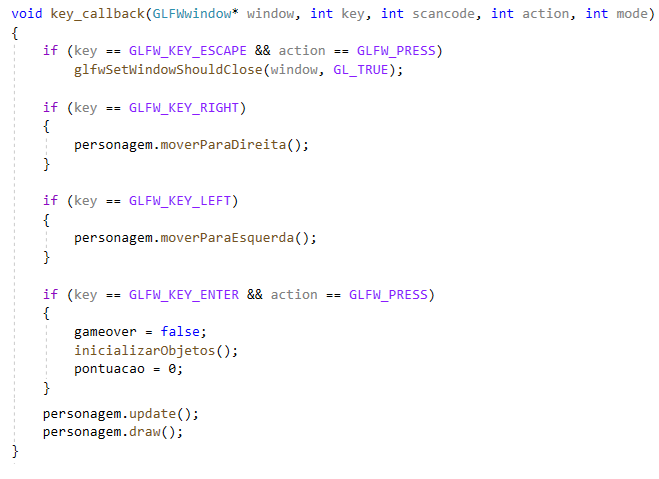 void key_callback(GLFWwindow* window, int key, int scancode, int action, int mode)
{
    if (key == GLFW_KEY_ESCAPE && action == GLFW_PRESS)
        glfwSetWindowShouldClose(window, GL_TRUE);

    if (key == GLFW_KEY_RIGHT)
    {
        personagem.moverParaDireita();
    }

    if (key == GLFW_KEY_LEFT)
    {
        personagem.moverParaEsquerda();
    }

    if (key == GLFW_KEY_ENTER && action == GLFW_PRESS)
    {
        gameover = false;
        inicializarObjetos();
        pontuacao = 0;
    }
    personagem.update();
    personagem.draw();
}